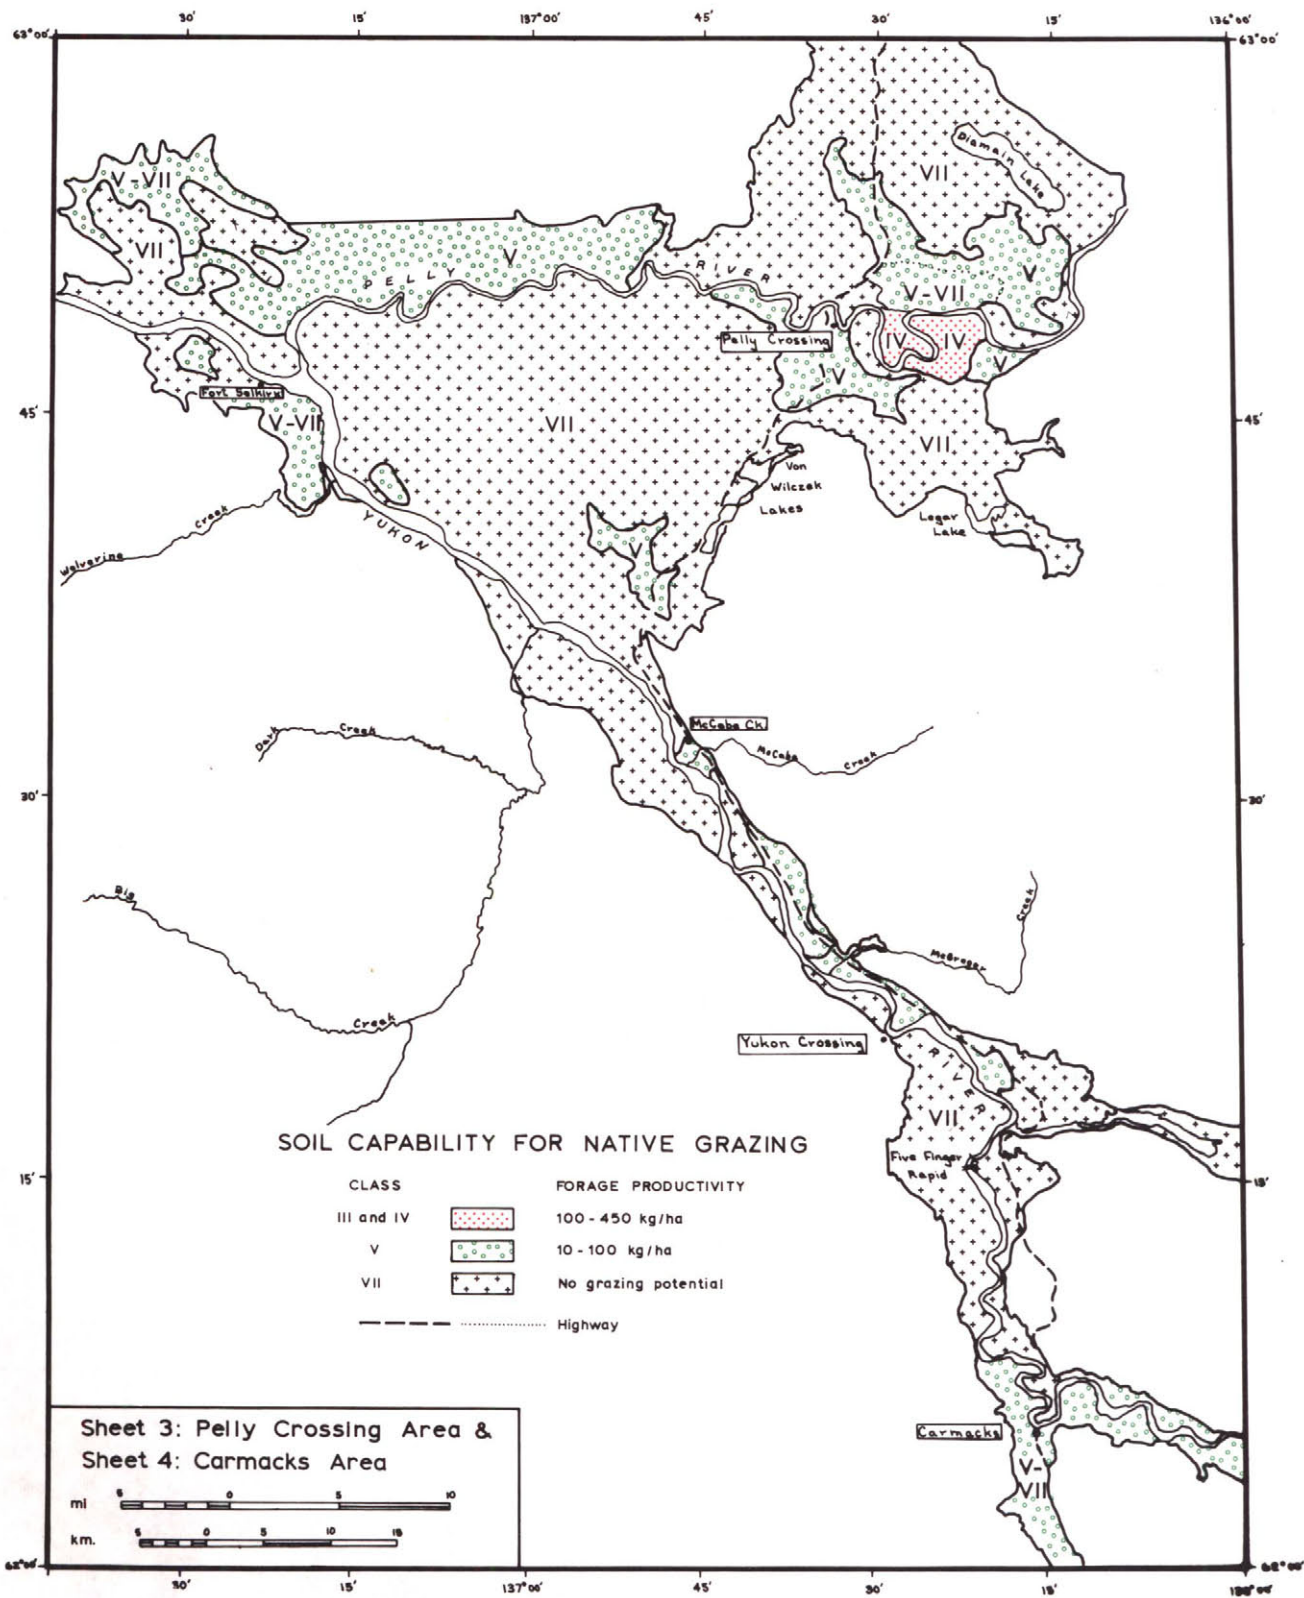 30' 15' 137°00' 45' 30' 15' 136°00'
63°00' 63°00'
Diamain Lake
VII
V-VII
VII
V
V
PELLY RIVER
V-VII
Pelly Crossing
IV IV
V
Fort Selkirk
V
45' 45'
V-VII
VII
VII
Von
Wilczek
Lakes
Legar
Lake
Wolverine Creek
YUKON
V
McCabe Ck.
Dark Creek
McCabe Creek
30' 30'
Big Creek
McGregor Creek
Yukon Crossing
RIVER
VII
Five Finger
Rapid
15' 15'
SOIL CAPABILITY FOR NATIVE GRAZING
CLASS FORAGE PRODUCTIVITY
III and IV 100-450 kg/ha
V 10-100 kg/ha
VII No grazing potential
Highway
Carmacks
V-
VII
Sheet 3: Pelly Crossing Area &
Sheet 4: Carmacks Area
mi 5 0 5 10
km. 5 0 5 10 15
62°00' 62°00'
30' 15' 137°00' 45' 30' 15'